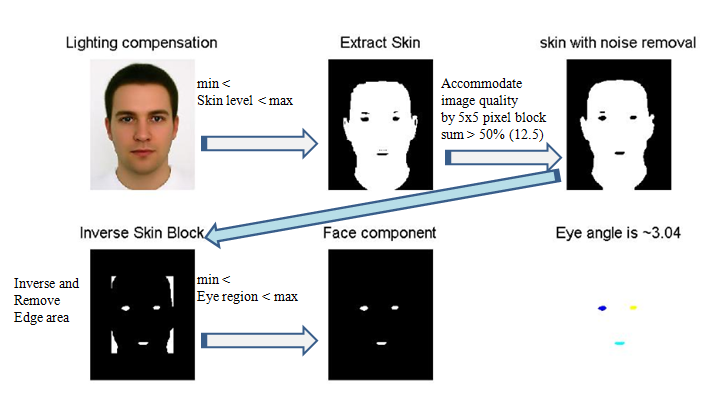 Lighting compensation
Extract Skin
skin with noise removal
min <
Skin level < max
Accommodate
image quality
by 5x5 pixel block
sum > 50% (12.5)
Inverse Skin Block
Face component
Eye angle is ~3.04
Inverse and
Remove
Edge area
min <
Eye region < max